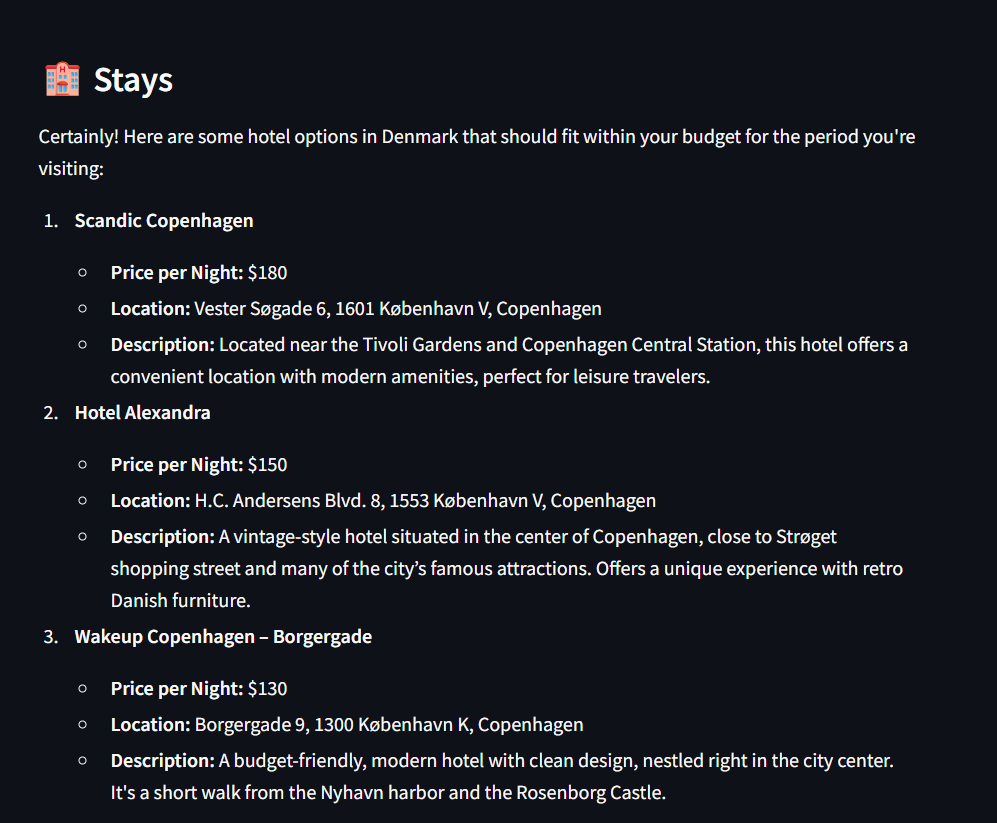 Stays
Certainly! Here are some hotel options in Denmark that should fit within your budget for the period you're
visiting:
1. Scandic Copenhagen
○ Price per Night: $180
○ Location: Vester Søgade 6, 1601 København V, Copenhagen
○ Description: Located near the Tivoli Gardens and Copenhagen Central Station, this hotel offers a
convenient location with modern amenities, perfect for leisure travelers.
2. Hotel Alexandra
○ Price per Night: $150
○ Location: H.C. Andersens Blvd. 8, 1553 København V, Copenhagen
○ Description: A vintage-style hotel situated in the center of Copenhagen, close to Strøget
shopping street and many of the city’s famous attractions. Offers a unique experience with retro
Danish furniture.
3. Wakeup Copenhagen – Borgergade
○ Price per Night: $130
○ Location: Borgergade 9, 1300 København K, Copenhagen
○ Description: A budget-friendly, modern hotel with clean design, nestled right in the city center.
It's a short walk from the Nyhavn harbor and the Rosenborg Castle.